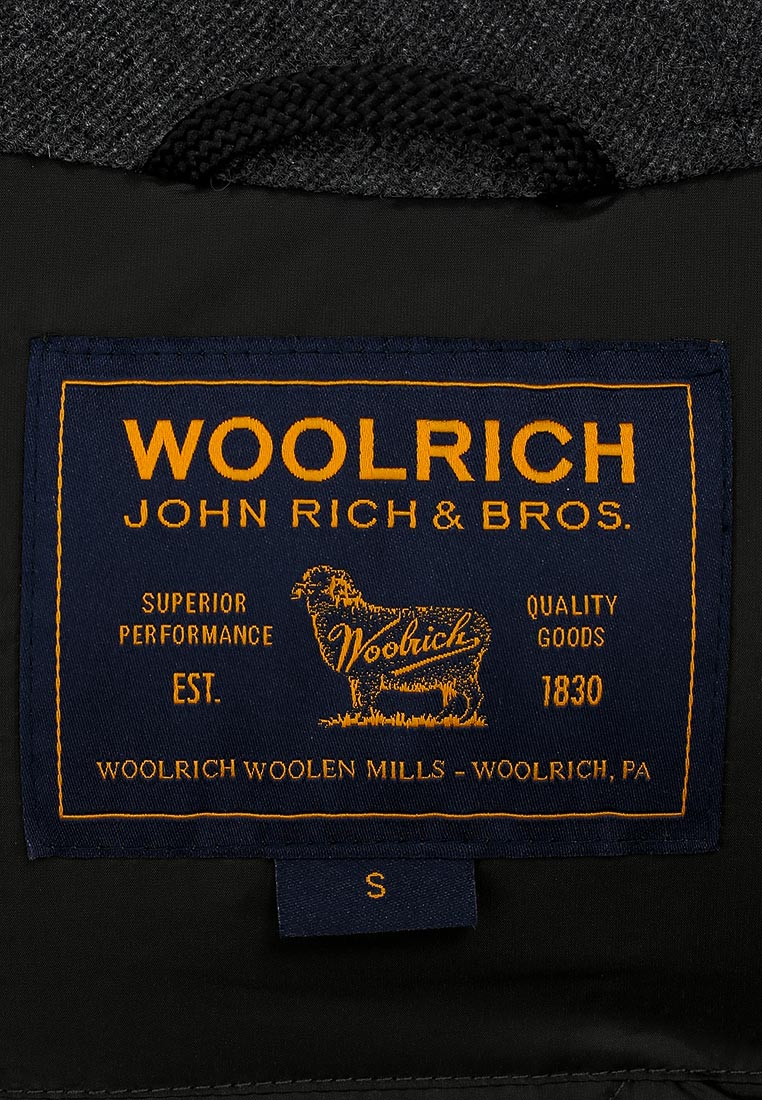 WOOLRICH
JOHN RICH & BROS.
SUPERIOR
PERFORMANCE
EST.
Woolrich
QUALITY
GOODS
1830
WOOLRICH WOOLEN MILLS - WOOLRICH, PA
S